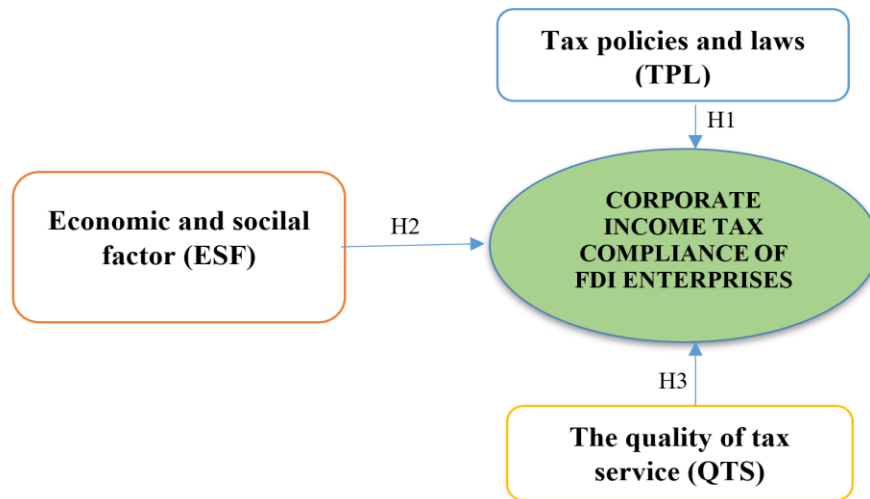 Tax policies and laws
(TPL)
H1
Economic and socilal
factor (ESF)
H2
CORPORATE
INCOME TAX
COMPLIANCE OF
FDI ENTERPRISES
H3
The quality of tax
service (QTS)